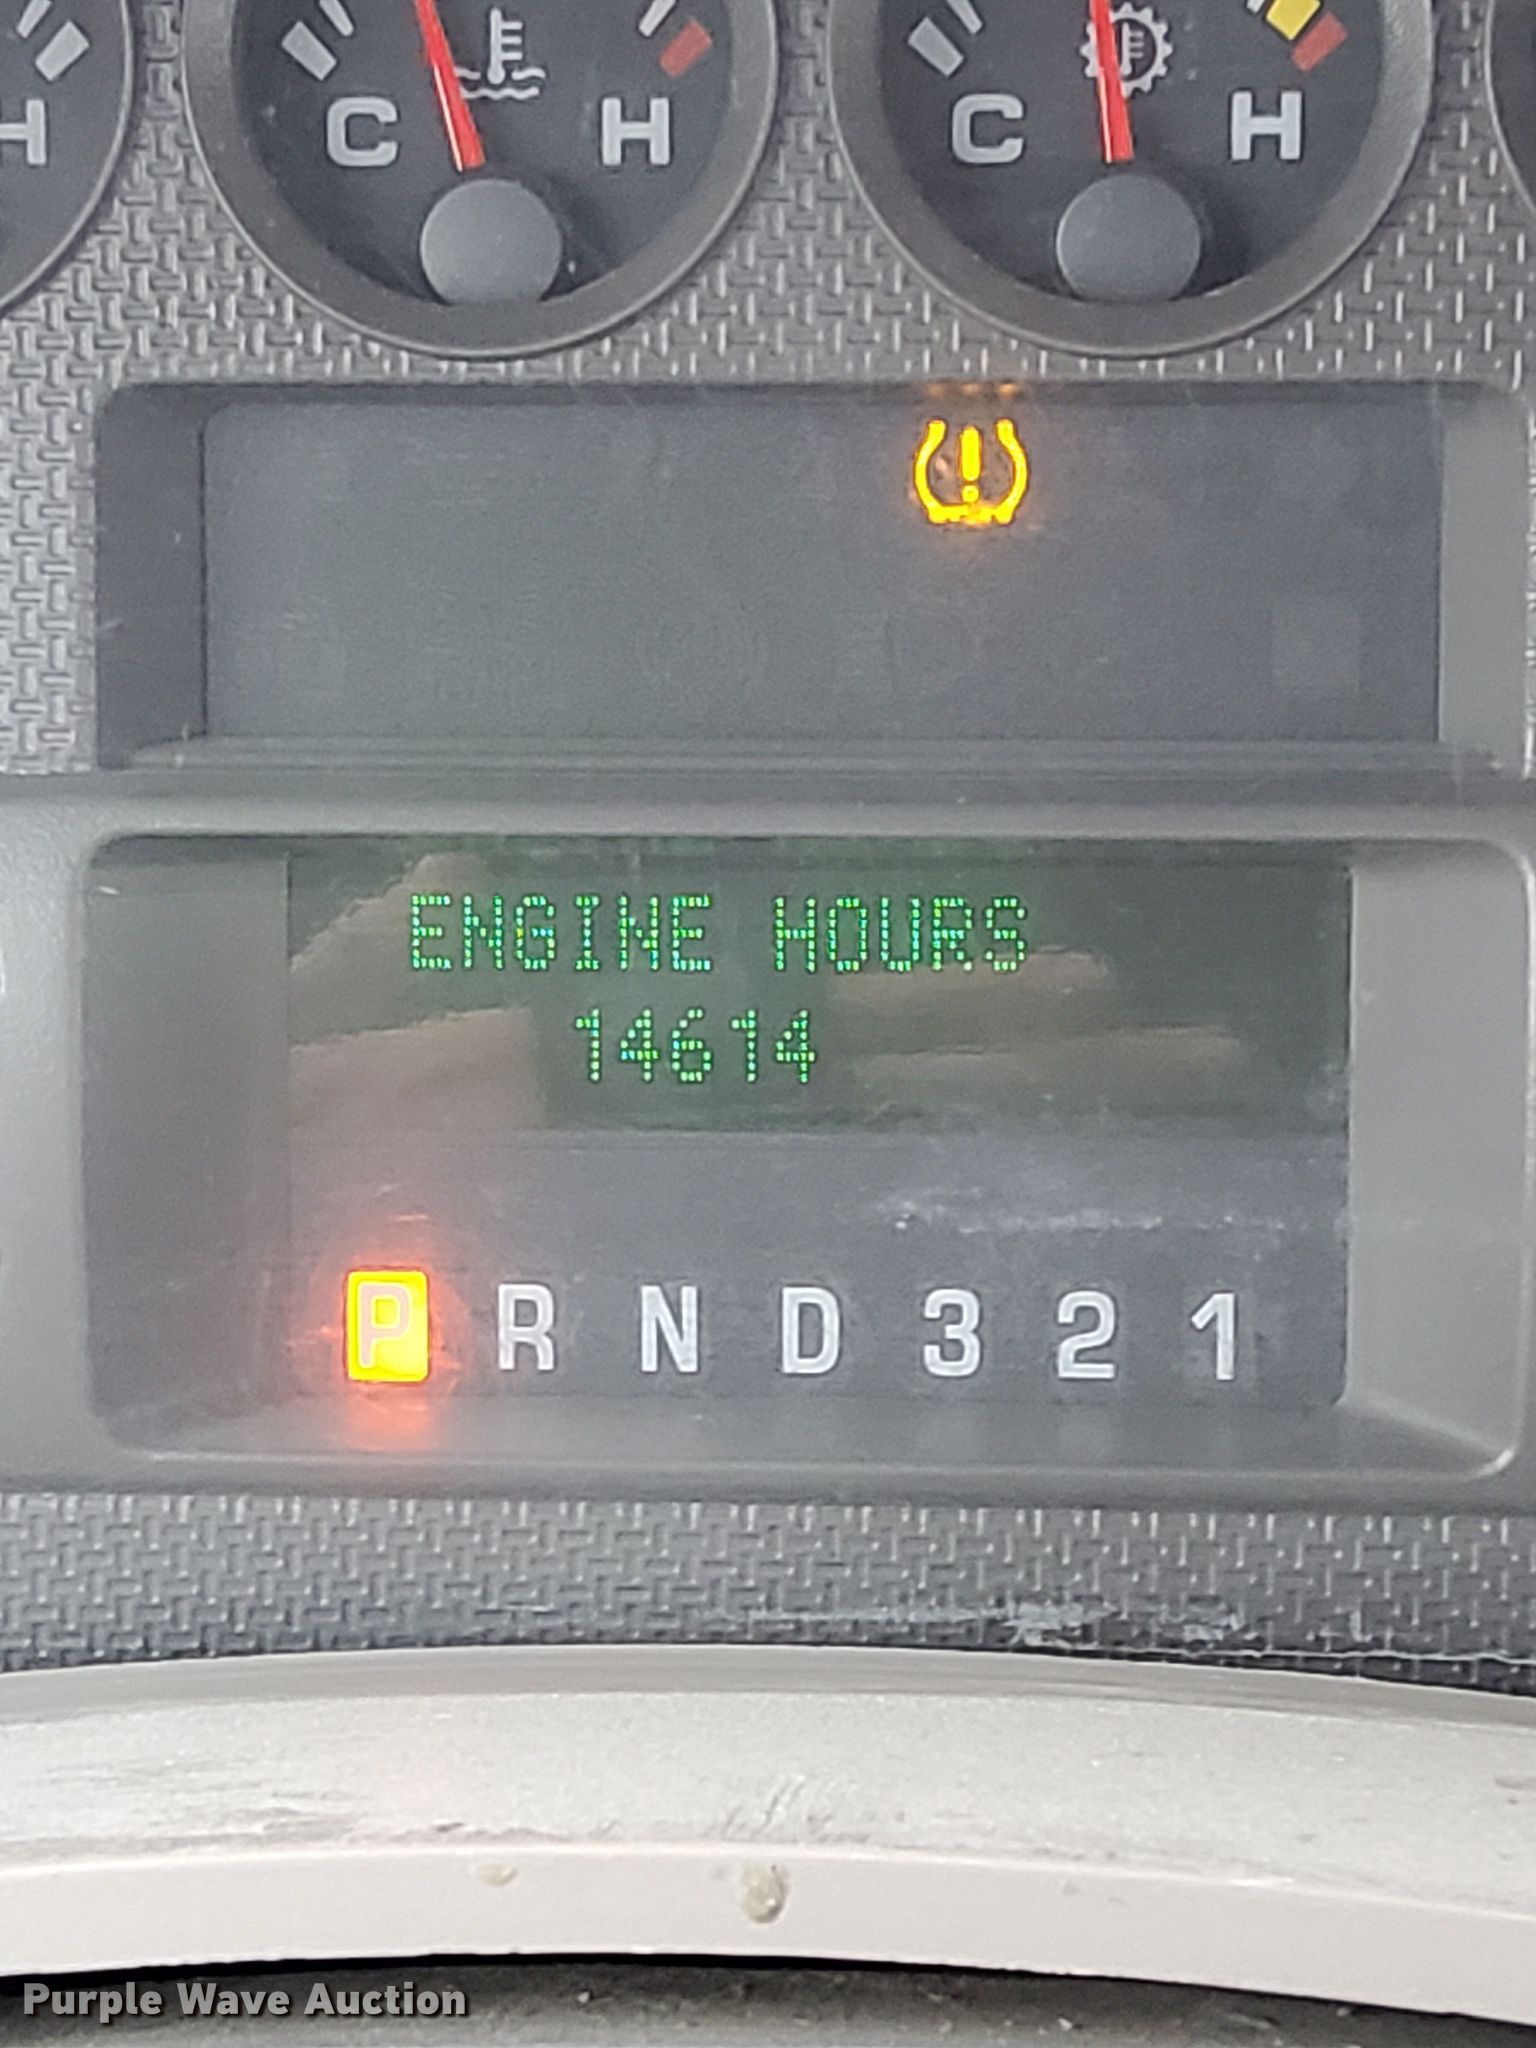 H
C H
C H
ENGINE HOURS
14614
P R N D 3 2 1
Purple Wave Auction